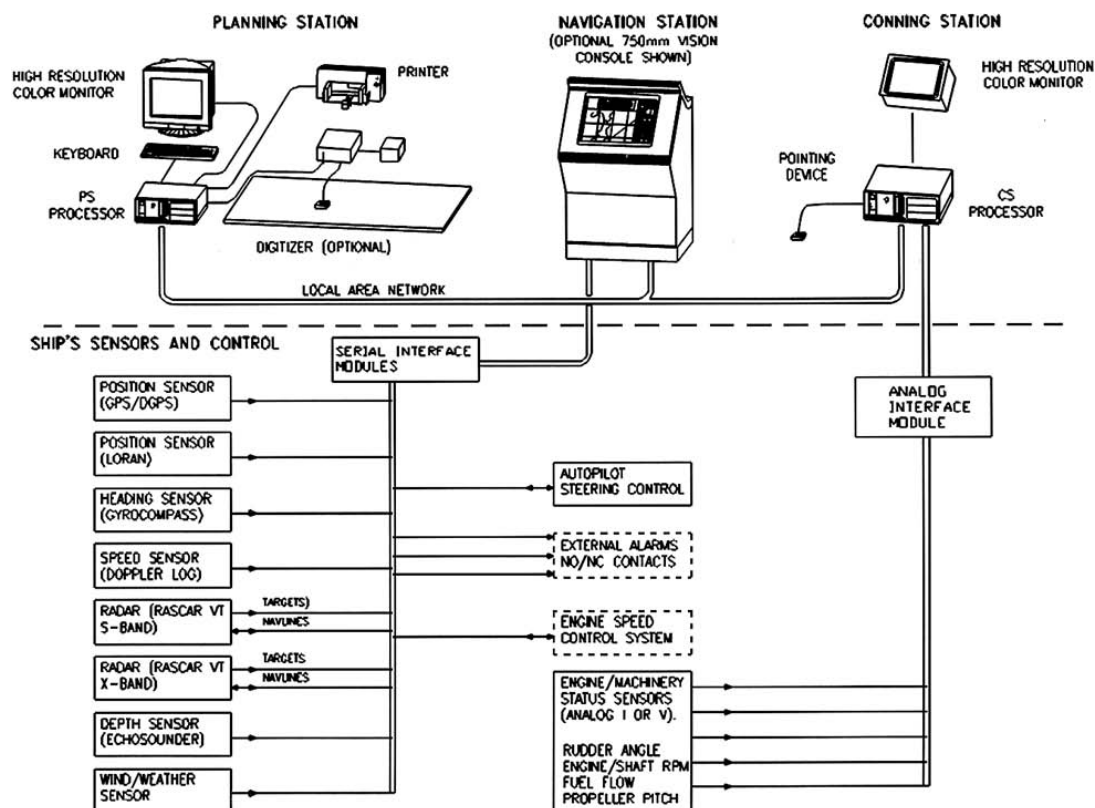 PLANNING STATION
NAVIGATION STATION
(OPTIONAL 750mm VISION
CONSOLE SHOWN)
CONNING STATION
HIGH RESOLUTION
COLOR MONITOR
PRINTER
HIGH RESOLUTION
COLOR MONITOR
KEYBOARD
PS
PROCESSOR
DIGITIZER (OPTIONAL)
POINTING
DEVICE
CS
PROCESSOR
LOCAL AREA NETWORK
SHIP'S SENSORS AND CONTROL
SERIAL INTERFACE
MODULES
ANALOG
INTERFACE
MODULE
POSITION SENSOR
(GPS/DGPS)
POSITION SENSOR
(LORAN)
HEADING SENSOR
(GYROCOMPASS)
SPEED SENSOR
(DOPPLER LOG)
RADAR (RASCAR VT
S-BAND)
TARGETS)
NAVLINES
RADAR (RASCAR VT
X-BAND)
TARGETS
NAVLINES
DEPTH SENSOR
(ECHOSOUNDER)
WIND/WEATHER
SENSOR
AUTOPILOT
STEERING CONTROL
EXTERNAL ALARMS
NO/NC CONTACTS
ENGINE SPEED
CONTROL SYSTEM
ENGINE/MACHINERY
STATUS SENSORS
(ANALOG I OR V).
RUDDER ANGLE
ENGINE/SHAFT RPM
FUEL FLOW
PROPELLER PITCH